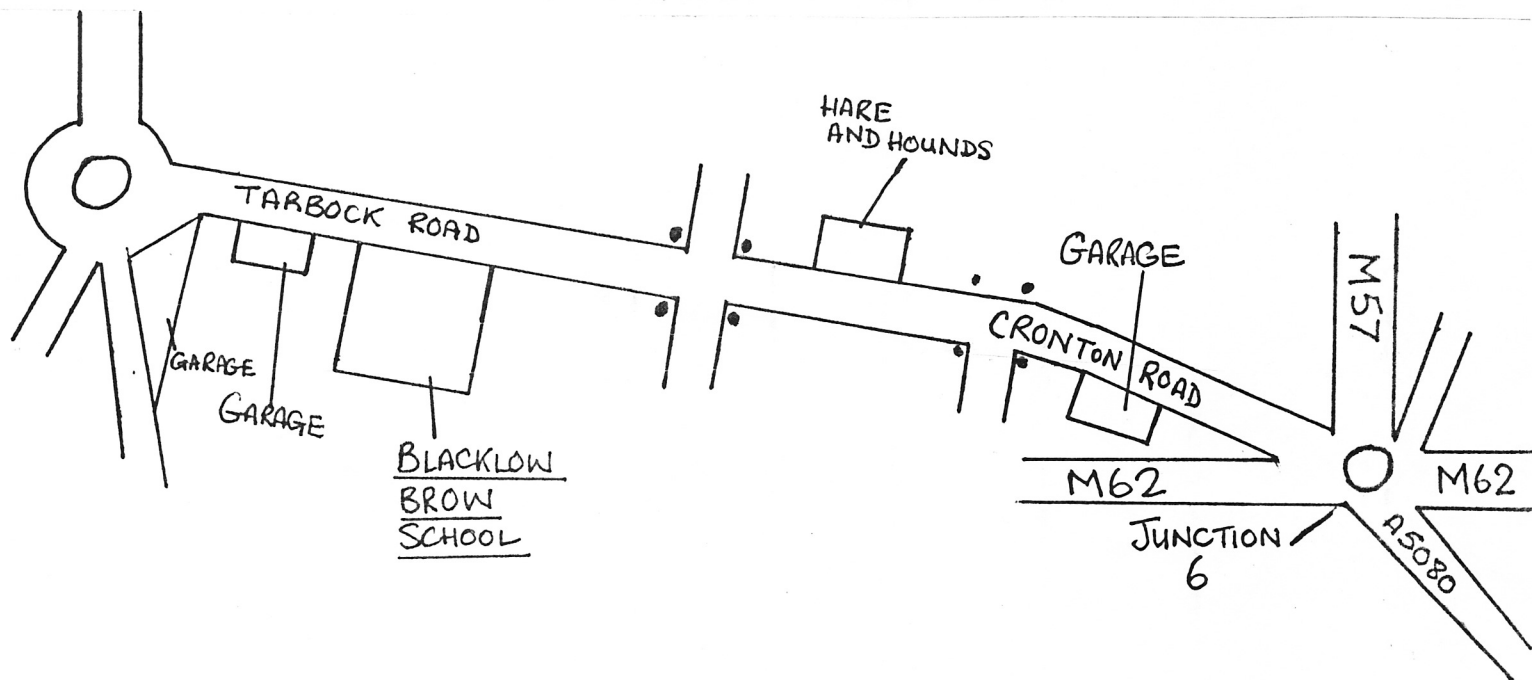 HARE
AND HOUNDS
TARBOCK ROAD
GARAGE
M57
CRONTON ROAD
GARAGE
GARAGE
BLACKLOW
BROW
SCHOOL
M62
M62
JUNCTION
6
A5080